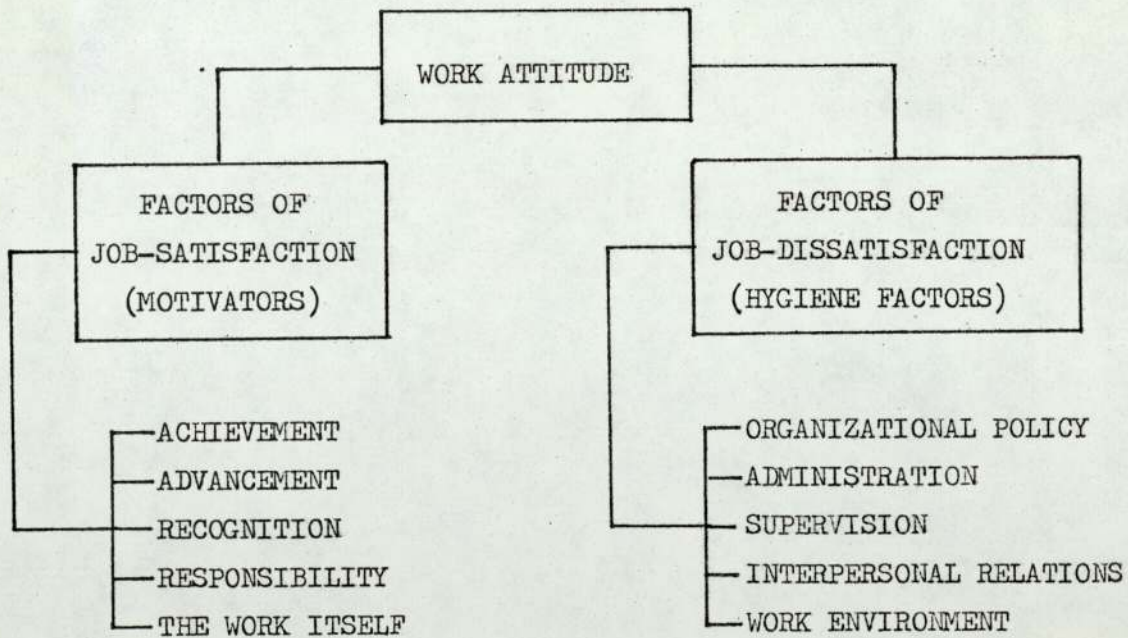 WORK ATTITUDE
FACTORS OF
JOB-SATISFACTION
(MOTIVATORS)
ACHIEVEMENT
ADVANCEMENT
RECOGNITION
RESPONSIBILITY
THE WORK ITSELF
FACTORS OF
JOB-DISSATISFACTION
(HYGIENE FACTORS)
ORGANIZATIONAL POLICY
ADMINISTRATION
SUPERVISION
INTERPERSONAL RELATIONS
WORK ENVIRONMENT